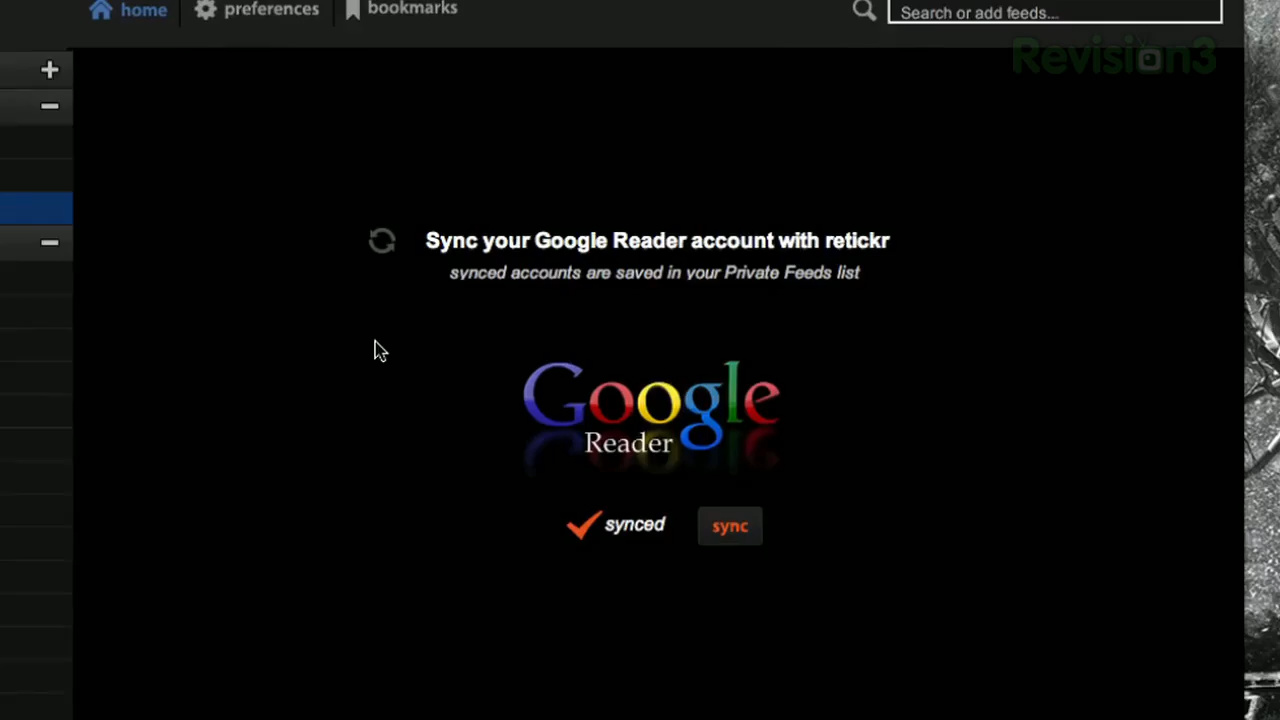 home
preferences
bookmarks
Search or add feeds...
Revision3
Sync your Google Reader account with retickr
synced accounts are saved in your Private Feeds list
Google
Reader
synced
sync